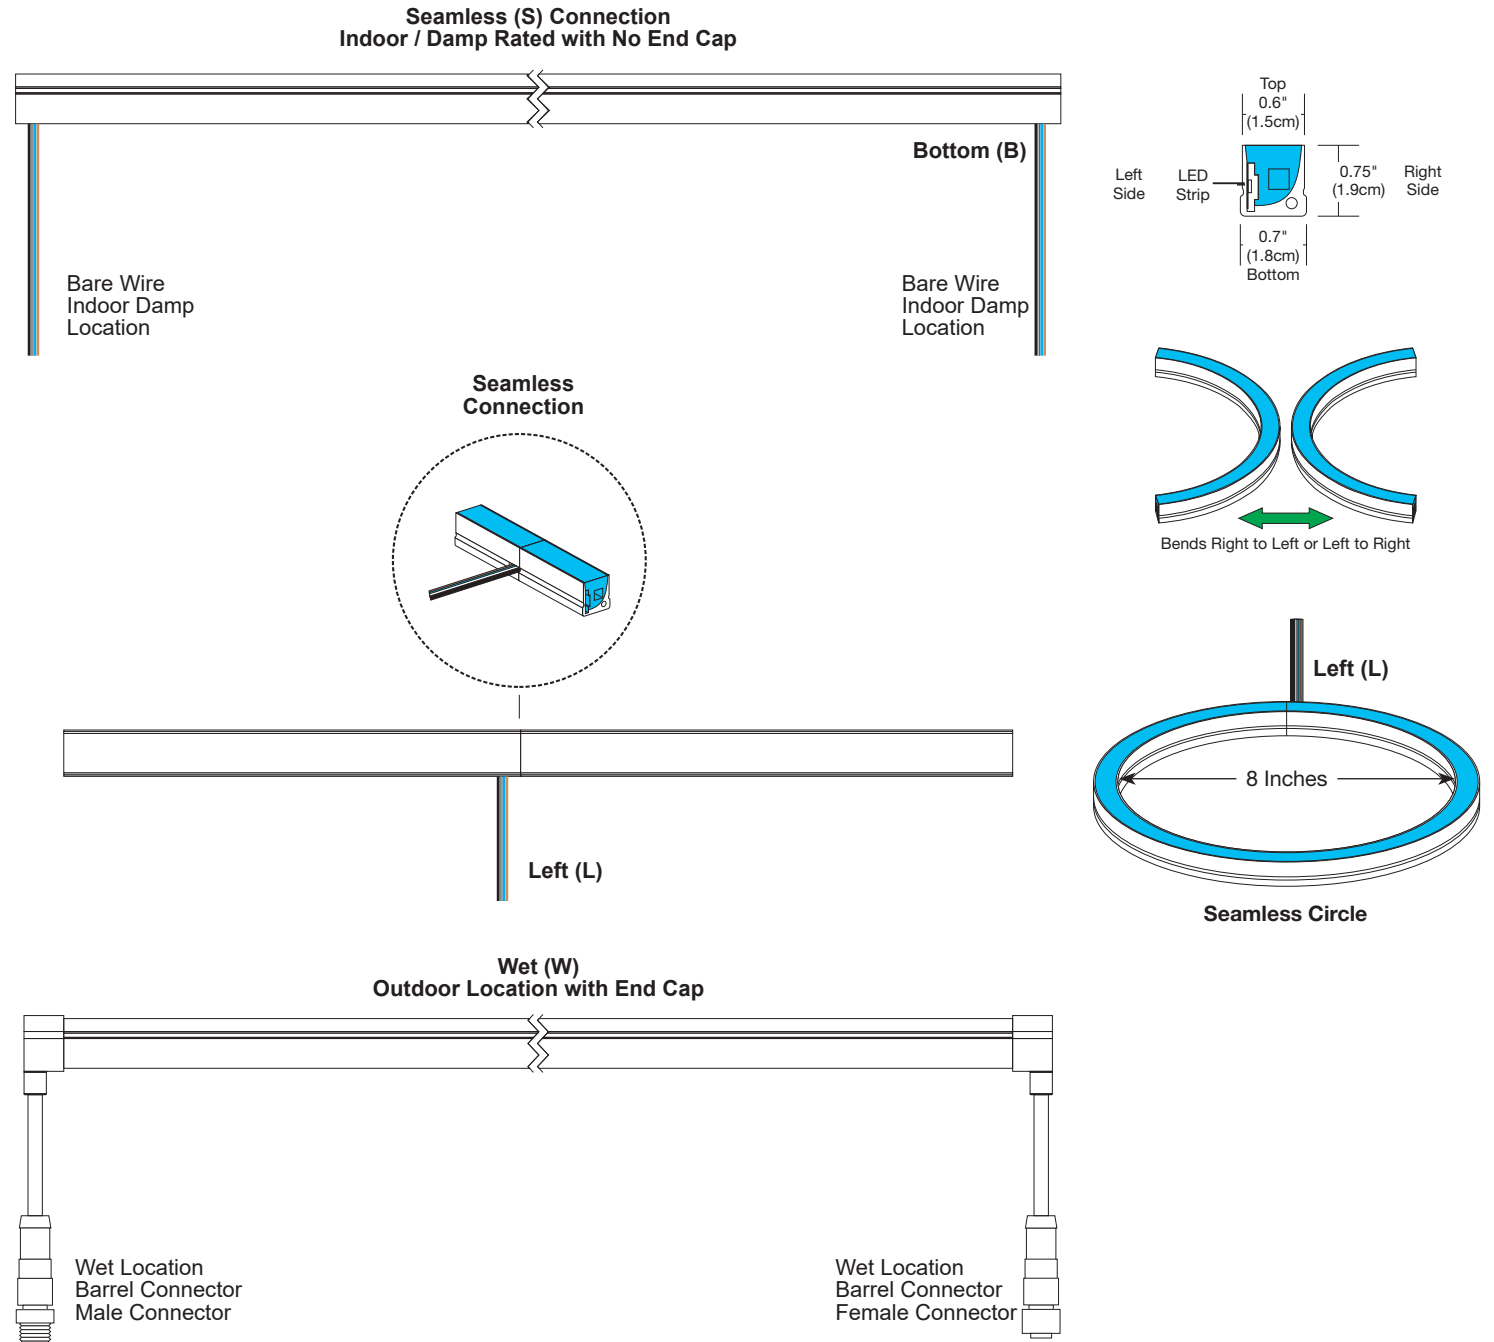 Seamless (S) Connection
Indoor / Damp Rated with No End Cap
Bottom (B)
Bare Wire
Indoor Damp
Location
Bare Wire
Indoor Damp
Location
Top
0.6"
(1.5cm)
Left
Side
LED
Strip
0.75"
(1.9cm)
Right
Side
0.7"
(1.8cm)
Bottom
Bends Right to Left or Left to Right
Seamless
Connection
Left (L)
Left (L)
8 Inches
Seamless Circle
Wet (W)
Outdoor Location with End Cap
Wet Location
Barrel Connector
Male Connector
Wet Location
Barrel Connector
Female Connector